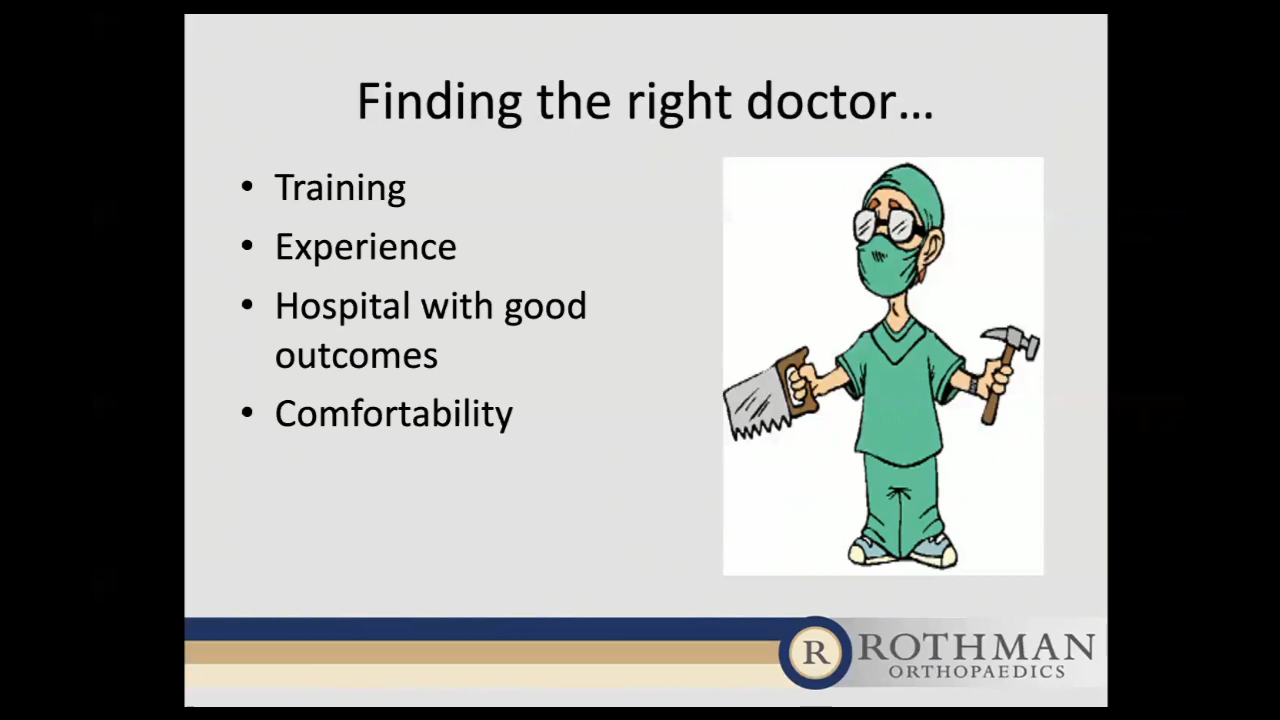 Finding the right doctor...
• Training
• Experience
• Hospital with good
outcomes
• Comfortability
R
ROTHMAN
ORTHOPAEDICS